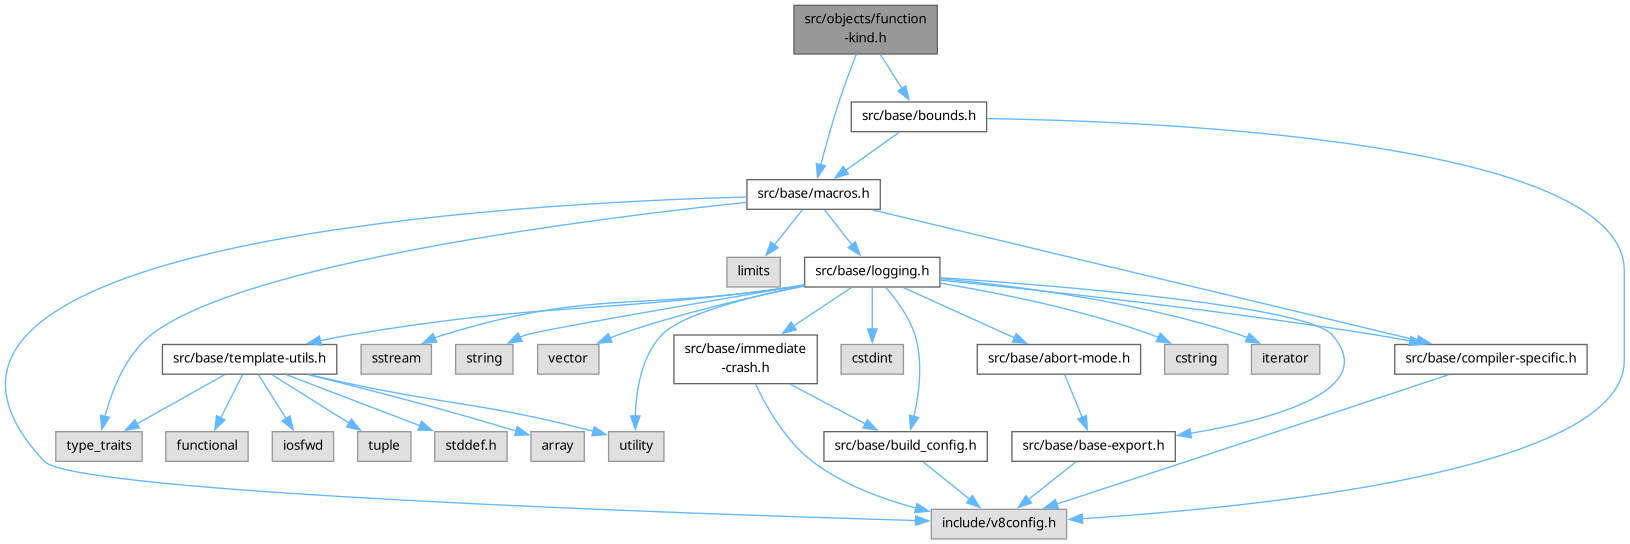 src/objects/function
-kind.h
src/base/bounds.h
src/base/macros.h
limits
src/base/logging.h
src/base/template-utils.h
sstream
string
vector
src/base/immediate
-crash.h
cstdint
src/base/abort-mode.h
cstring
iterator
src/base/compiler-specific.h
type_traits
functional
iosfwd
tuple
stddef.h
array
utility
src/base/build_config.h
src/base/base-export.h
include/v8config.h